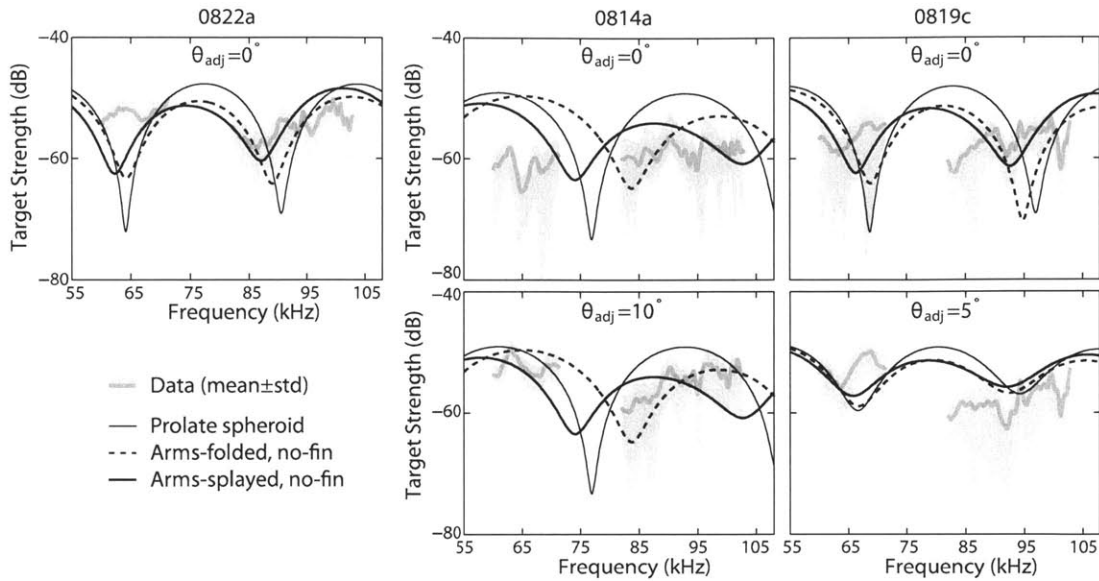 0822a
0814a
0819c
θadj=0°
θadj=0°
θadj=0°
Target Strength (dB)
−40
−60
−80
55 65 75 85 95 105
Frequency (kHz)
Target Strength (dB)
−40
−60
−80
θadj=10°
θadj=5°
Target Strength (dB)
−40
−60
−80
55 65 75 85 95 105
Frequency (kHz)
55 65 75 85 95 105
Frequency (kHz)
Data (mean±std)
Prolate spheroid
Arms-folded, no-fin
Arms-splayed, no-fin